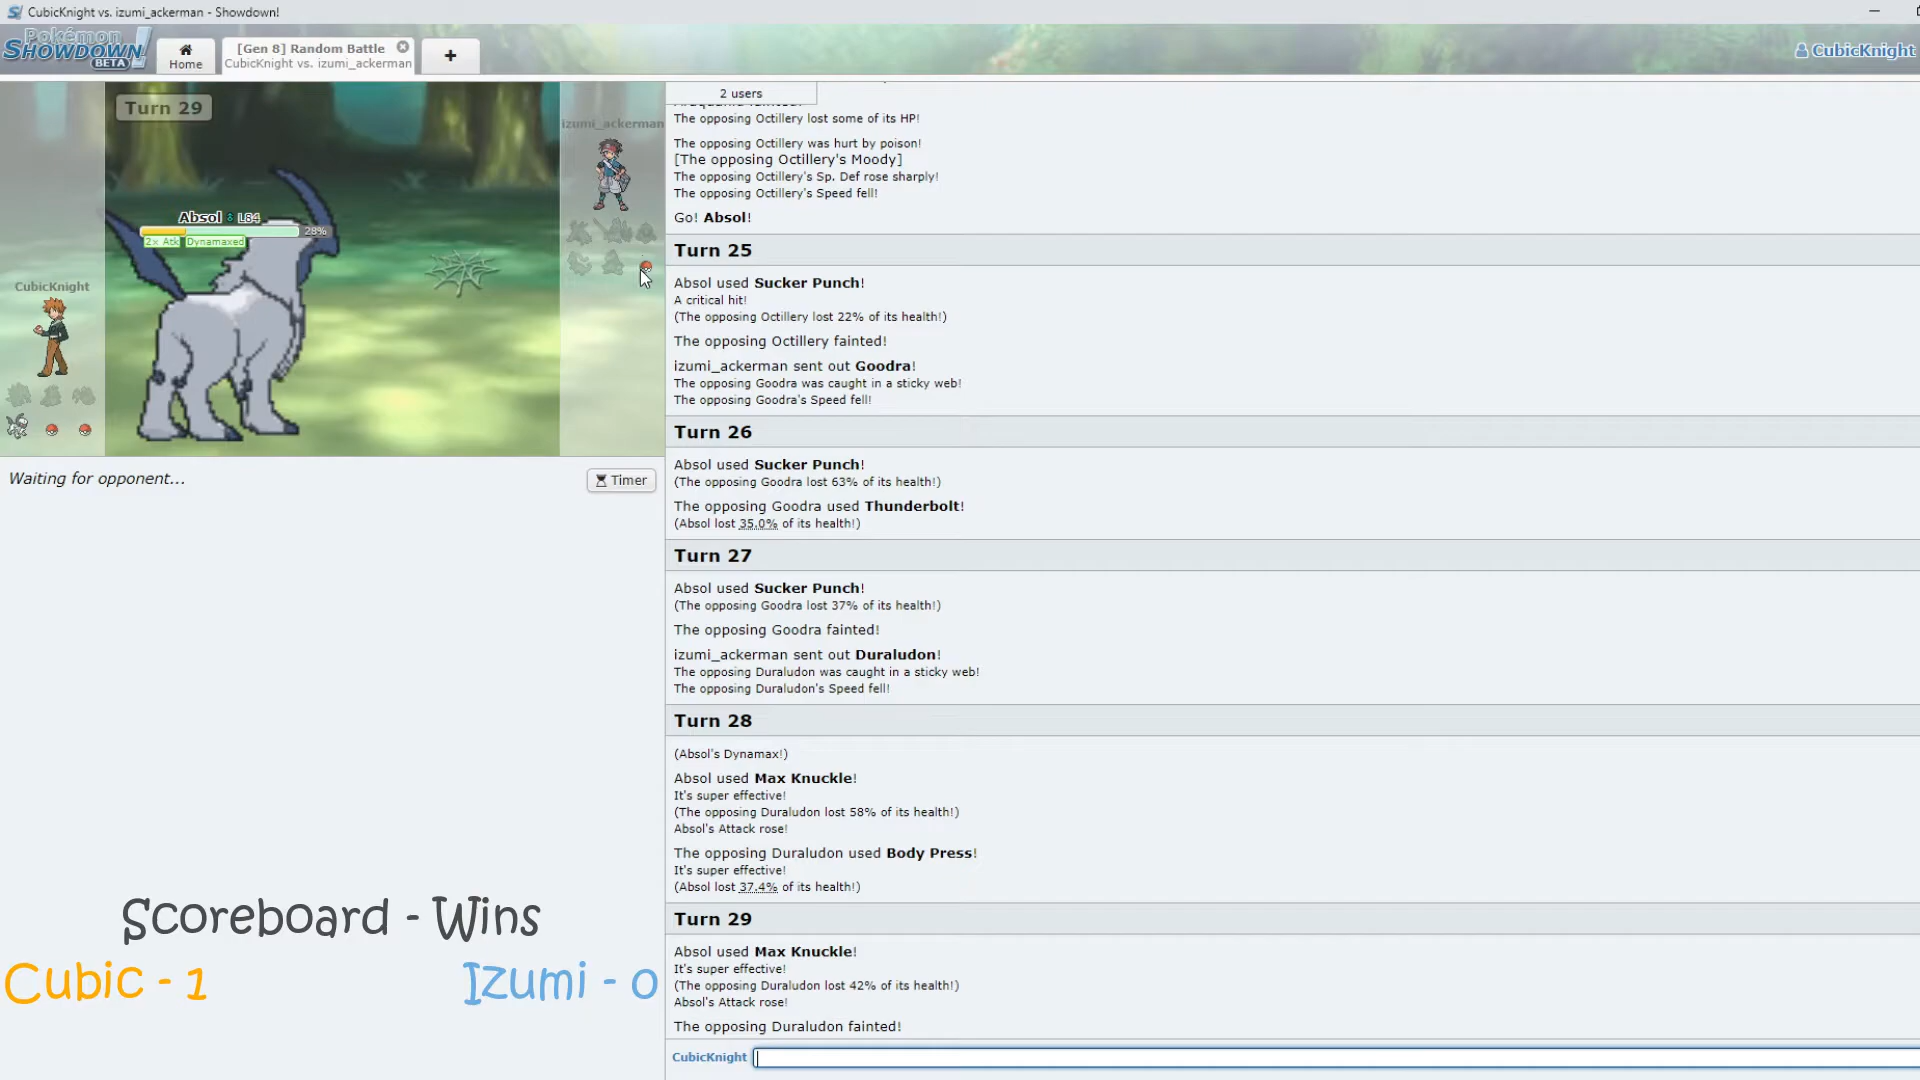 CubicKnight vs. izumi_ackerman - Showdown!
Pokémon
SHOWDOWN!
BETA
Home
[Gen 8] Random Battle
CubicKnight vs. izumi_ackerman
+
CubicKnight
Turn 29
izumi_ackerman
Absol L84
28%
2× Atk Dynamaxed
CubicKnight
Waiting for opponent...
Timer
Scoreboard - Wins
Cubic - 1
Izumi - 0
2 users
The opposing Octillery lost some of its HP!
The opposing Octillery was hurt by poison!
[The opposing Octillery's Moody]
The opposing Octillery's Sp. Def rose sharply!
The opposing Octillery's Speed fell!
Go! Absol!
Turn 25
Absol used Sucker Punch!
A critical hit!
(The opposing Octillery lost 22% of its health!)
The opposing Octillery fainted!
izumi_ackerman sent out Goodra!
The opposing Goodra was caught in a sticky web!
The opposing Goodra's Speed fell!
Turn 26
Absol used Sucker Punch!
(The opposing Goodra lost 63% of its health!)
The opposing Goodra used Thunderbolt!
(Absol lost 35.0% of its health!)
Turn 27
Absol used Sucker Punch!
(The opposing Goodra lost 37% of its health!)
The opposing Goodra fainted!
izumi_ackerman sent out Duraludon!
The opposing Duraludon was caught in a sticky web!
The opposing Duraludon's Speed fell!
Turn 28
(Absol's Dynamax!)
Absol used Max Knuckle!
It's super effective!
(The opposing Duraludon lost 58% of its health!)
Absol's Attack rose!
The opposing Duraludon used Body Press!
It's super effective!
(Absol lost 37.4% of its health!)
Turn 29
Absol used Max Knuckle!
It's super effective!
(The opposing Duraludon lost 42% of its health!)
Absol's Attack rose!
The opposing Duraludon fainted!
CubicKnight